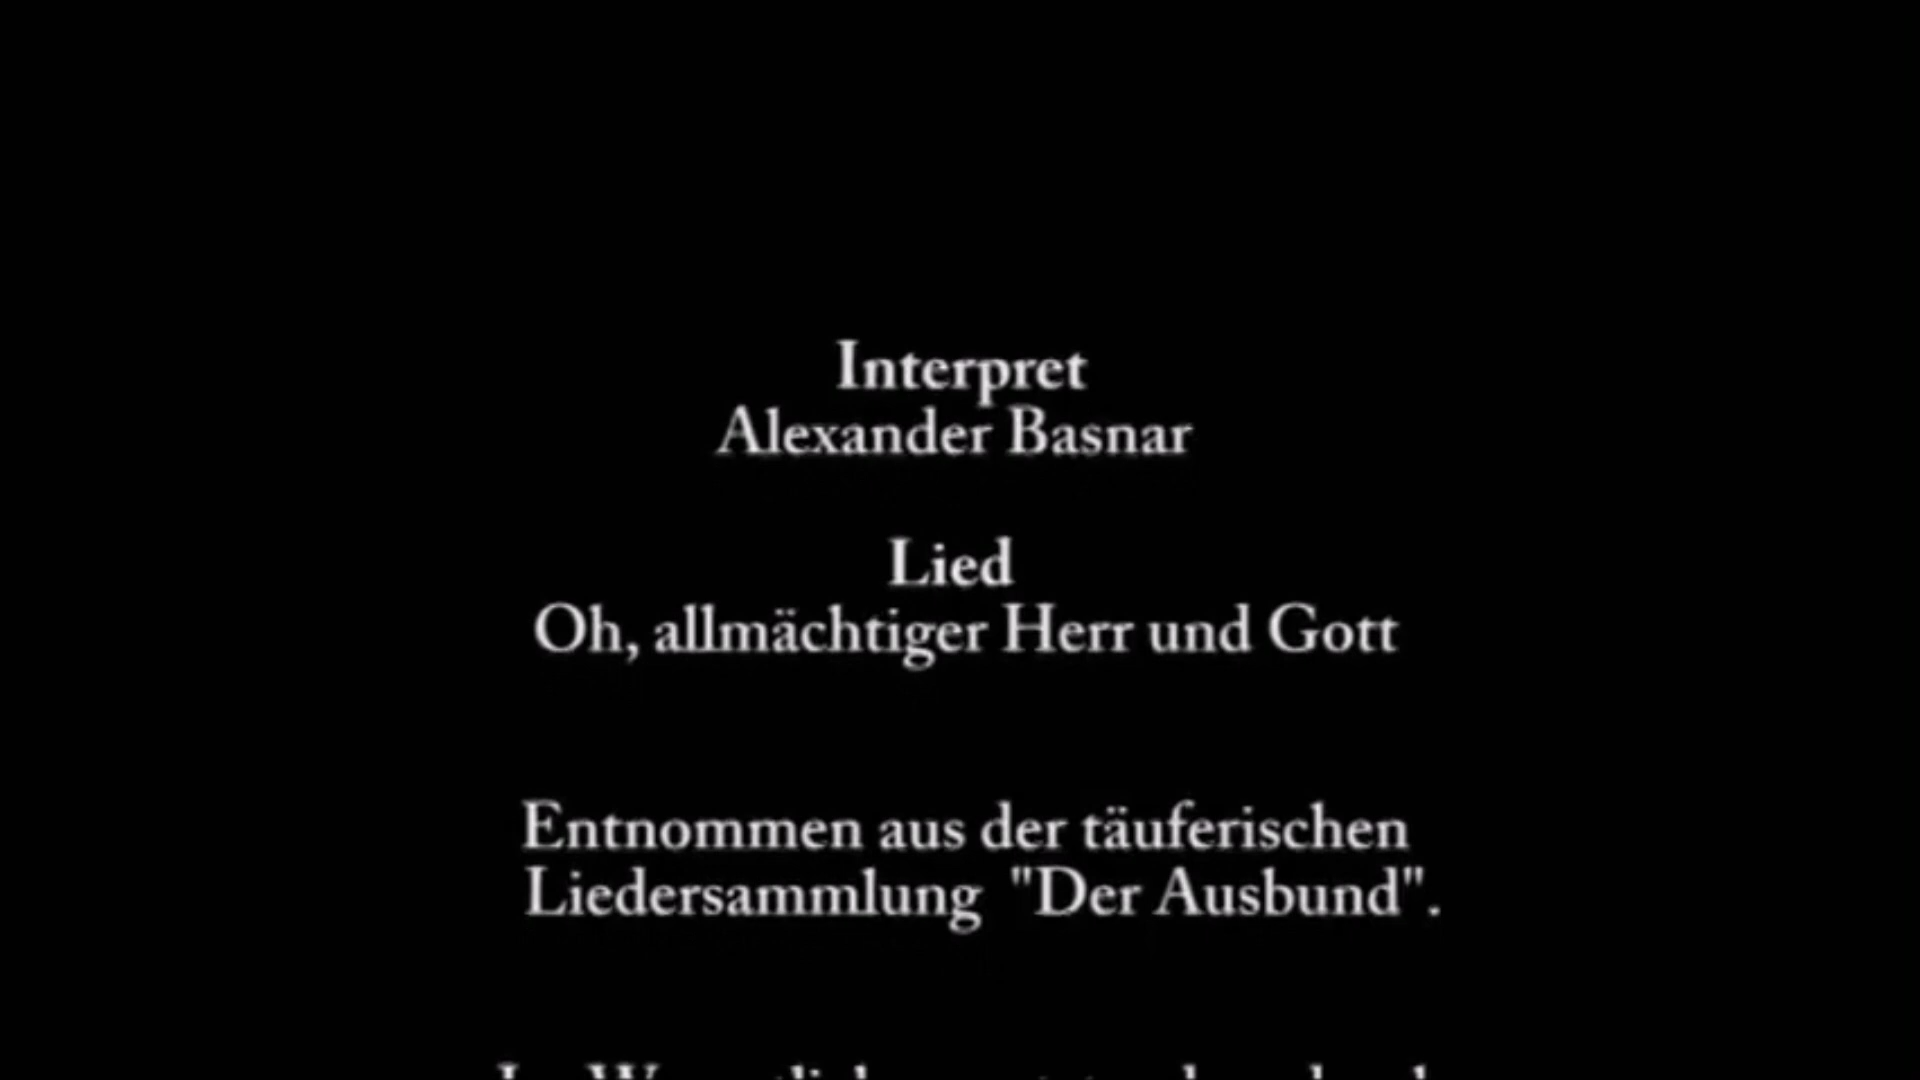 Interpret
Alexander Basnar
Lied
Oh, allmächtiger Herr und Gott
Entnommen aus der täuferischen
Liedersammlung "Der Ausbund".